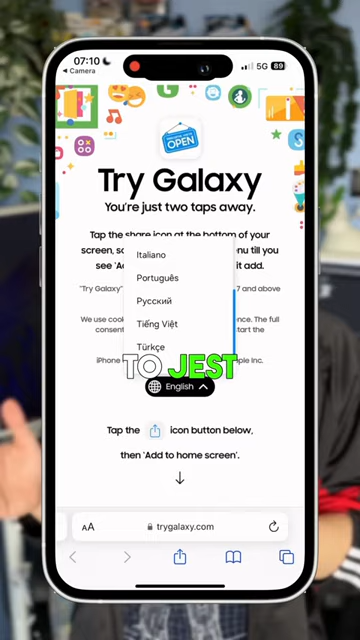 07:10
Camera
5G 89
OPEN
Try Galaxy
You're just two taps away.
Tap the share icon at the bottom of your
screen, sc
nu till you
see 'Ad
it add.
"Try Galaxy"
7 and above
Italiano
Português
Русский
Tiếng Việt
Türkçe
We use cook
ence. The full
consent
start the
iPhone
ple Inc.
TO JEST
English
Tap the icon button below,
then 'Add to home screen'.
AA trygalaxy.com